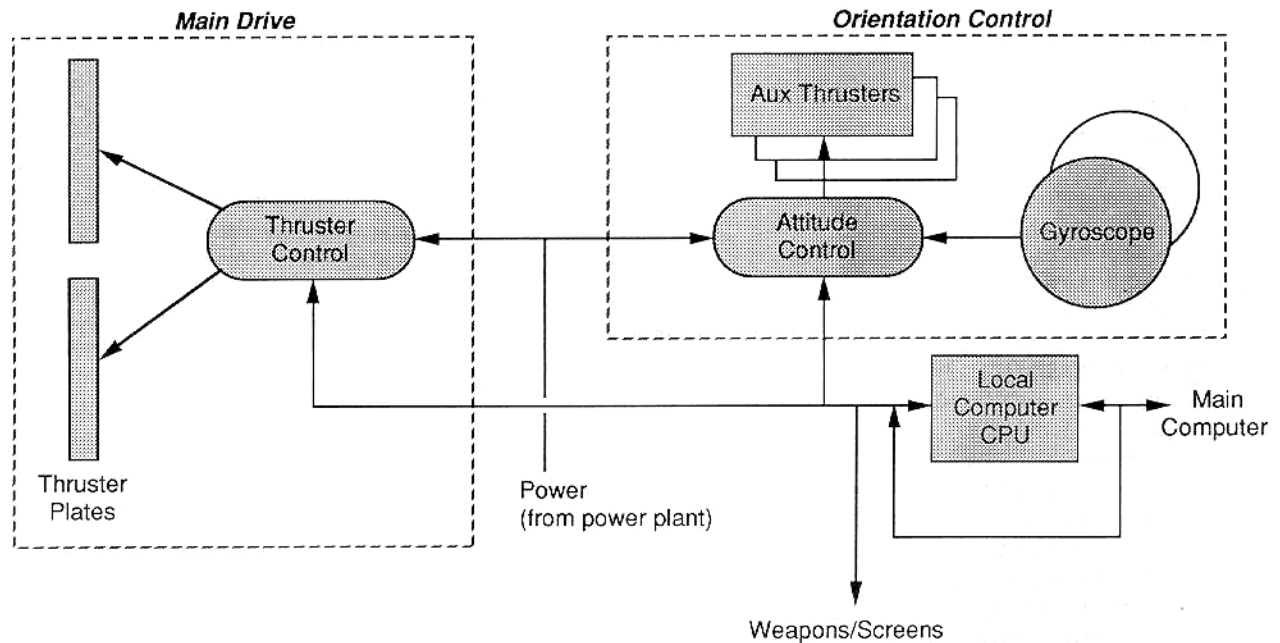 Main Drive
Orientation Control
Aux Thrusters
Thruster
Control
Attitude
Control
Gyroscope
Local
Computer
CPU
Main
Computer
Thruster
Plates
Power
(from power plant)
Weapons/Screens